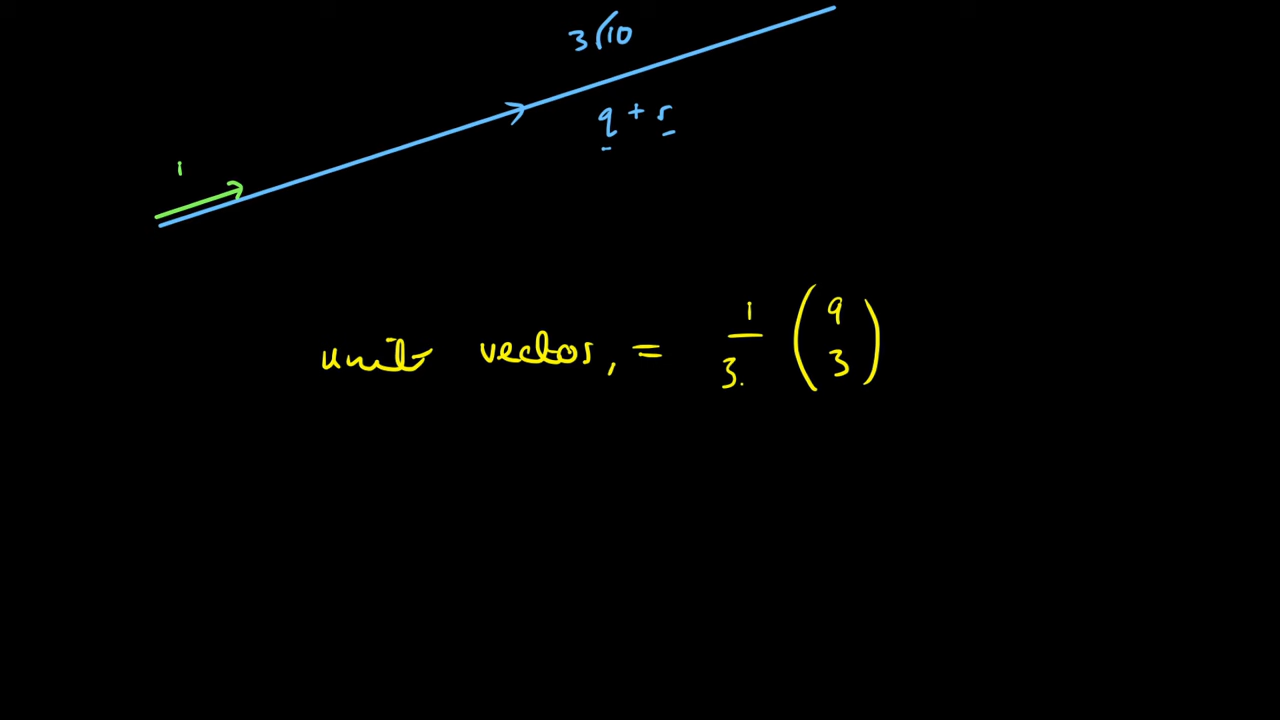 3√10
q + r
1
unit vector, = 1/3. (9 3)